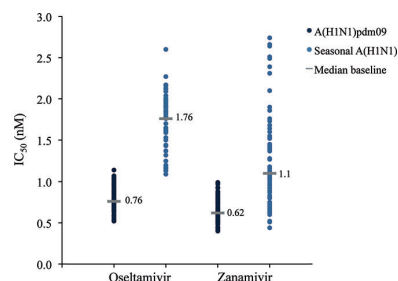 3.0
2.5
2.0
1.5
1.0
0.5
0.0
IC50 (nM)
A(H1N1)pdm09
Seasonal A(H1N1)
Median baseline
0.76
1.76
0.62
1.1
Oseltamivir
Zanamivir